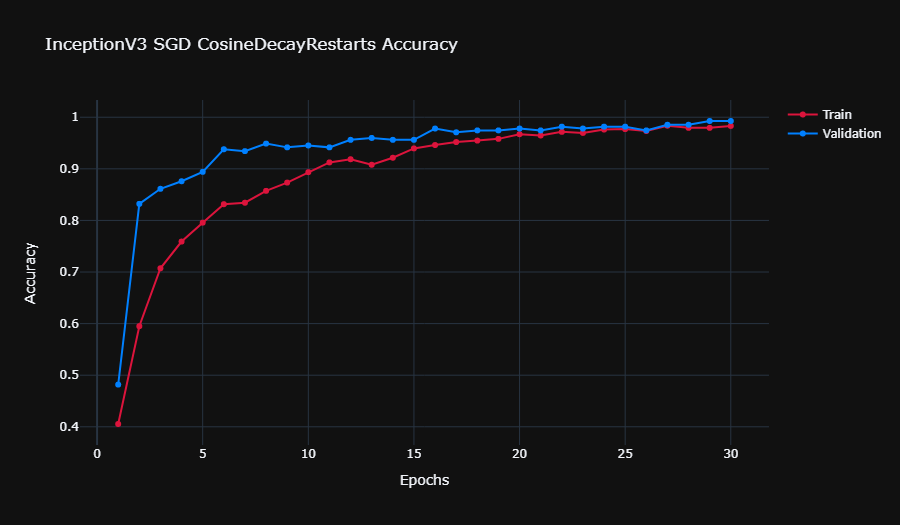 InceptionV3 SGD CosineDecayRestarts Accuracy
Train
Validation
1
0.9
0.8
0.7
0.6
0.5
0.4
Accuracy
0 5 10 15 20 25 30
Epochs